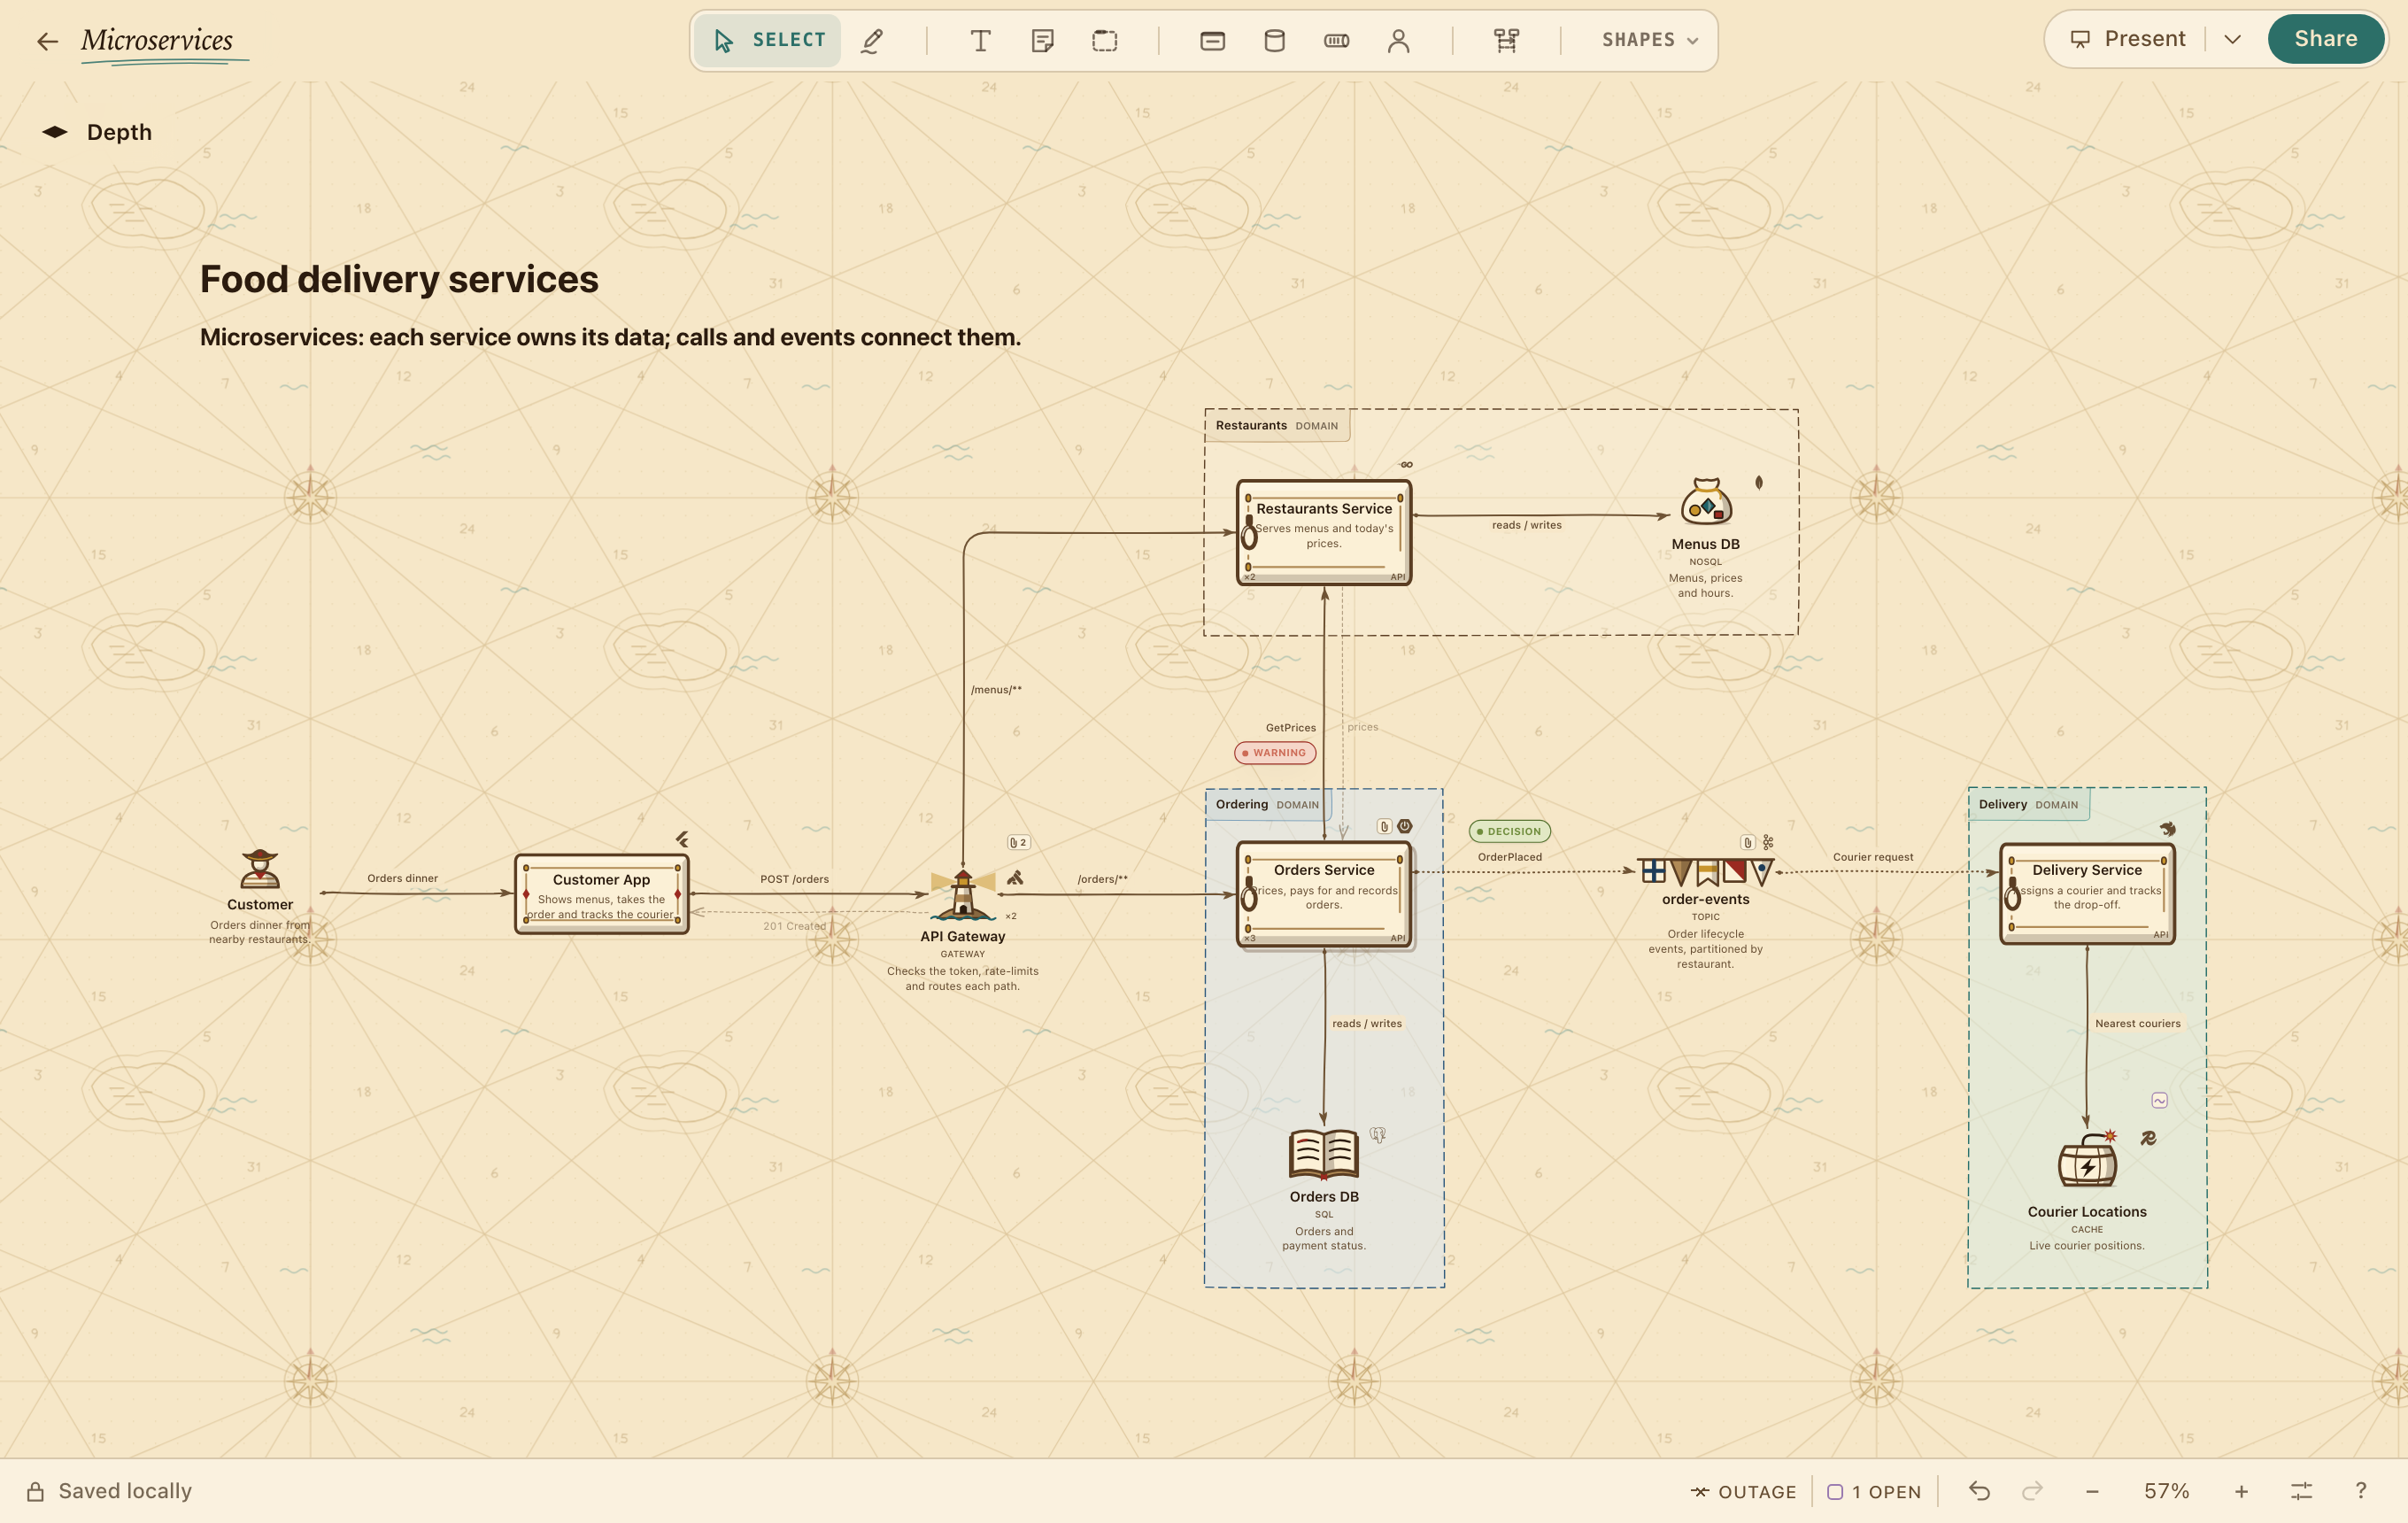 Microservices
SELECT
SHAPES
Present
Share
Depth
Food delivery services
Microservices: each service owns its data; calls and events connect them.
Restaurants DOMAIN
GO
Restaurants Service
Serves menus and today's
prices.
×2
API
reads / writes
Menus DB
NOSQL
Menus, prices
and hours.
/menus/**
GetPrices
prices
WARNING
Customer
Orders dinner from
nearby restaurants.
Orders dinner
Customer App
Shows menus, takes the
order and tracks the courier
POST /orders
201 Created
2
×2
API Gateway
GATEWAY
Checks the token, rate-limits
and routes each path.
/orders/**
Ordering DOMAIN
Orders Service
Prices, pays for and records
orders.
×3
API
reads / writes
Orders DB
SQL
Orders and
payment status.
DECISION
OrderPlaced
order-events
TOPIC
Order lifecycle
events, partitioned by
restaurant.
Courier request
Delivery DOMAIN
Delivery Service
Assigns a courier and tracks
the drop-off.
API
Nearest couriers
Courier Locations
CACHE
Live courier positions.
Saved locally
OUTAGE
1 OPEN
− 57% +
?